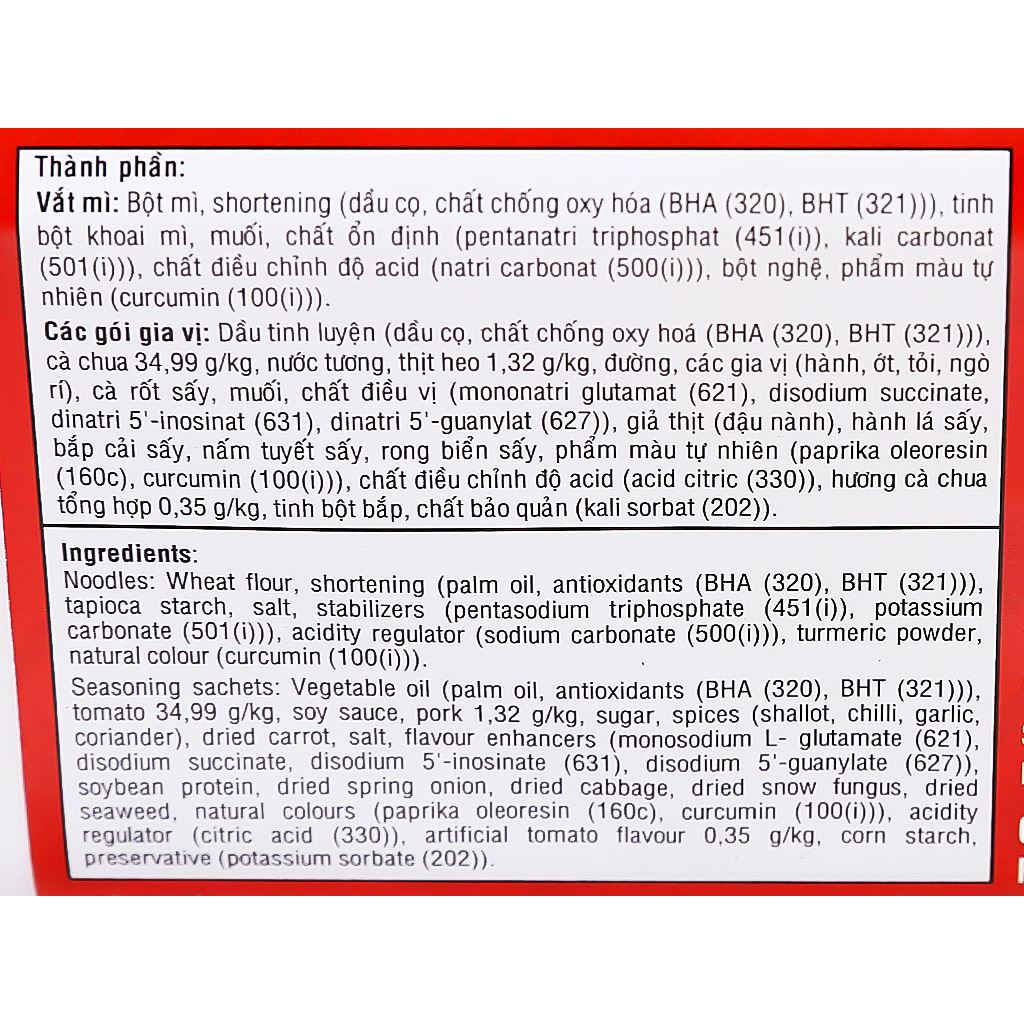 Thành phần:
Vắt mì: Bột mì, shortening (dầu cọ, chất chống oxy hóa (BHA (320), BHT (321))), tinh
bột khoai mì, muối, chất ổn định (pentanatri triphosphat (451(i)), kali carbonat
(501(i))), chất điều chỉnh độ acid (natri carbonat (500(i))), bột nghệ, phẩm màu tự
nhiên (curcumin (100(i))).
Các gói gia vị: Dầu tinh luyện (dầu cọ, chất chống oxy hoá (BHA (320), BHT (321))),
cà chua 34,99 g/kg, nước tương, thịt heo 1,32 g/kg, đường, các gia vị (hành, ớt, tỏi, ngò
rí), cà rốt sấy, muối, chất điều vị (mononatri glutamat (621), disodium succinate,
dinatri 5'-inosinat (631), dinatri 5'-guanylat (627)), giả thịt (đậu nành), hành lá sấy,
bắp cải sấy, nấm tuyết sấy, rong biển sấy, phẩm màu tự nhiên (paprika oleoresin
(160c), curcumin (100(i))), chất điều chỉnh độ acid (acid citric (330)), hương cà chua
tổng hợp 0,35 g/kg, tinh bột bắp, chất bảo quản (kali sorbat (202)).
Ingredients:
Noodles: Wheat flour, shortening (palm oil, antioxidants (BHA (320), BHT (321))),
tapioca starch, salt, stabilizers (pentasodium triphosphate (451(i)), potassium
carbonate (501(i))), acidity regulator (sodium carbonate (500(i))), turmeric powder,
natural colour (curcumin (100(i))).
Seasoning sachets: Vegetable oil (palm oil, antioxidants (BHA (320), BHT (321))),
tomato 34,99 g/kg, soy sauce, pork 1,32 g/kg, sugar, spices (shallot, chilli, garlic,
coriander), dried carrot, salt, flavour enhancers (monosodium L- glutamate (621),
disodium succinate, disodium 5'-inosinate (631), disodium 5'-guanylate (627)),
soybean protein, dried spring onion, dried cabbage, dried snow fungus, dried
seaweed, natural colours (paprika oleoresin (160c), curcumin (100(i))), acidity
regulator (citric acid (330)), artificial tomato flavour 0,35 g/kg, corn starch,
preservative (potassium sorbate (202)).